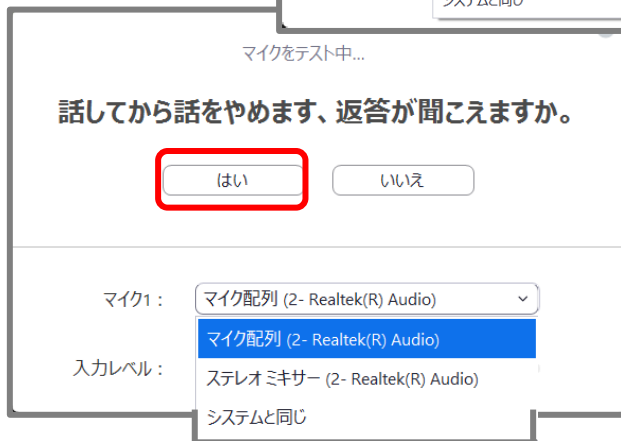 システムと同じ
マイクをテスト中...
話してから話をやめます、返答が聞こえますか。
はい
いいえ
マイク1：
マイク配列 (2- Realtek(R) Audio)
マイク配列 (2- Realtek(R) Audio)
入力レベル：
ステレオ ミキサー (2- Realtek(R) Audio)
システムと同じ